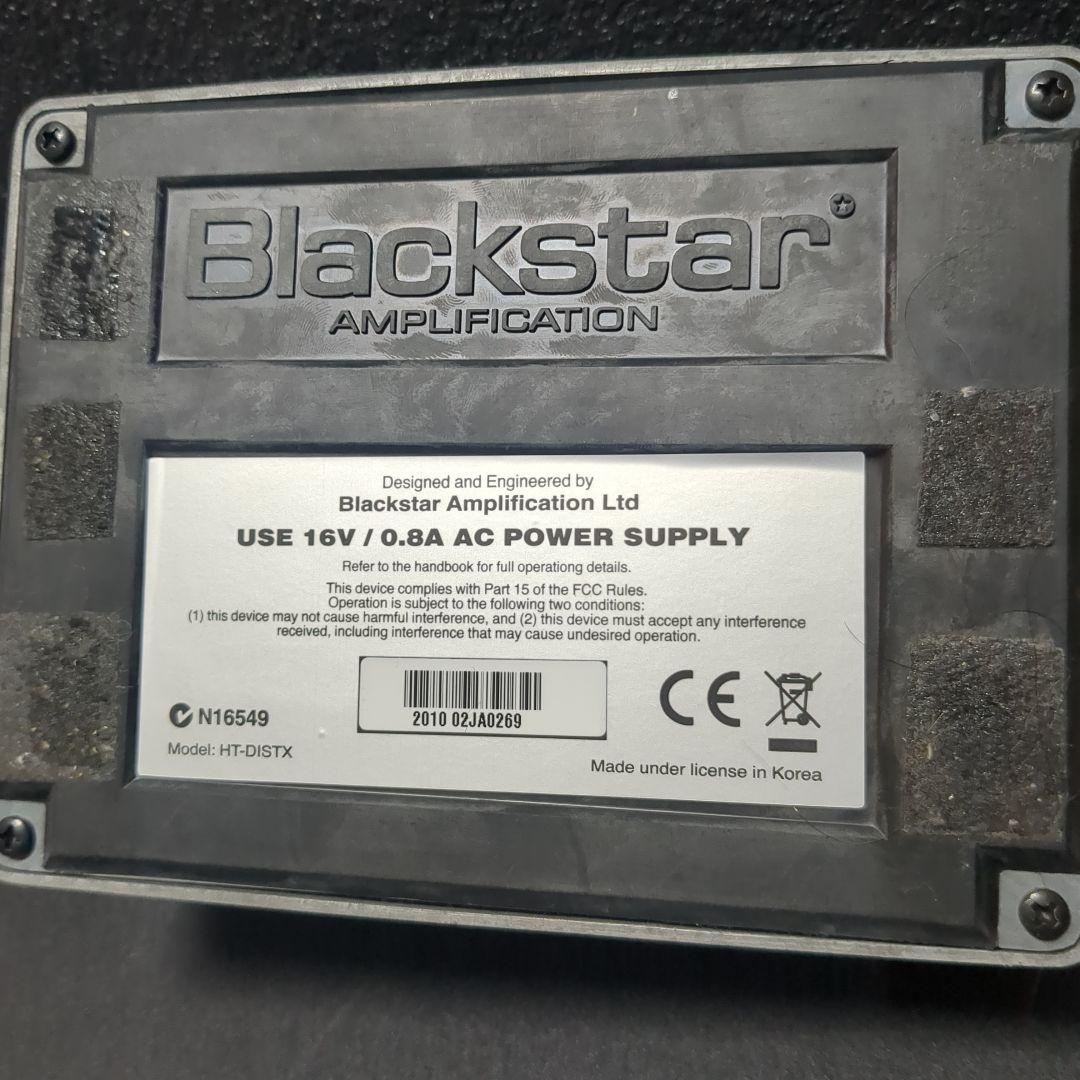 Blackstar
AMPLIFICATION
Designed and Engineered by
Blackstar Amplification Ltd
USE 16V / 0.8A AC POWER SUPPLY
Refer to the handbook for full operationg details.
This device complies with Part 15 of the FCC Rules.
Operation is subject to the following two conditions:
(1) this device may not cause harmful interference, and (2) this device must accept any interference
received, including interference that may cause undesired operation.
2010 02JA0269
CE
N16549
Model: HT-DISTX
Made under license in Korea